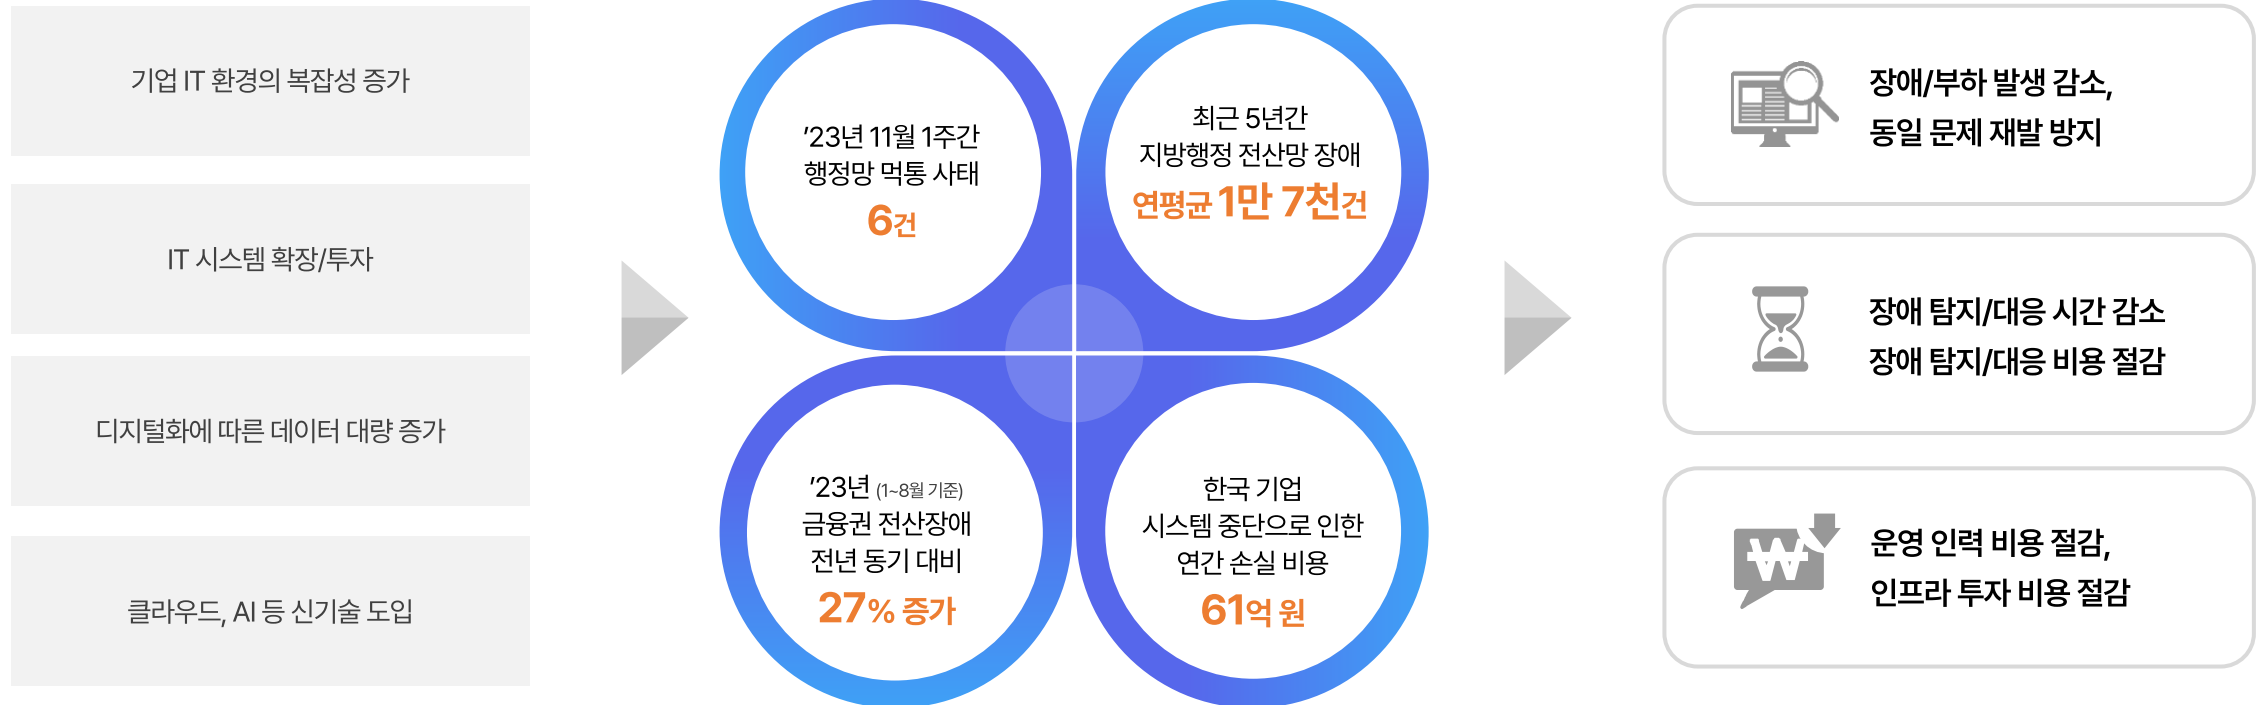 기업 IT 환경의 복잡성 증가
IT 시스템 확장/투자
디지털화에 따른 데이터 대량 증가
클라우드, AI 등 신기술 도입
’23년 11월 1주간
행정망 먹통 사태
6건
최근 5년간
지방행정 전산망 장애
연평균 1만 7천건
’23년 (1~8월 기준)
금융권 전산장애
전년 동기 대비
27% 증가
한국 기업
시스템 중단으로 인한
연간 손실 비용
61억 원
장애/부하 발생 감소,
동일 문제 재발 방지
장애 탐지/대응 시간 감소
장애 탐지/대응 비용 절감
₩
운영 인력 비용 절감,
인프라 투자 비용 절감